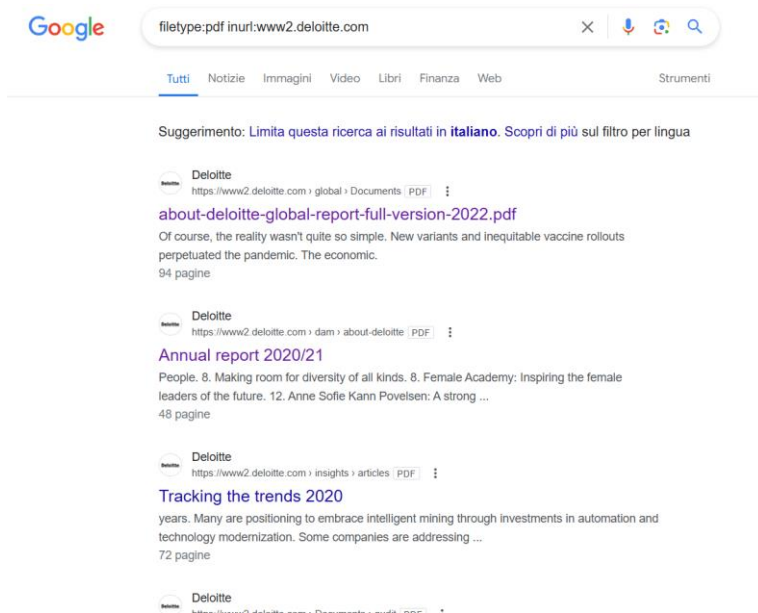 Google
filetype:pdf inurl:www2.deloitte.com
Tutti Notizie Immagini Video Libri Finanza Web Strumenti
Suggerimento: Limita questa ricerca ai risultati in italiano. Scopri di più sul filtro per lingua
Deloitte
https://www2.deloitte.com › global › Documents PDF
about-deloitte-global-report-full-version-2022.pdf
Of course, the reality wasn't quite so simple. New variants and inequitable vaccine rollouts
perpetuated the pandemic. The economic.
94 pagine
Deloitte
https://www2.deloitte.com › dam › about-deloitte PDF
Annual report 2020/21
People. 8. Making room for diversity of all kinds. 8. Female Academy: Inspiring the female
leaders of the future. 12. Anne Sofie Kann Povelsen: A strong ...
48 pagine
Deloitte
https://www2.deloitte.com › insights › articles PDF
Tracking the trends 2020
years. Many are positioning to embrace intelligent mining through investments in automation and
technology modernization. Some companies are addressing ...
72 pagine
Deloitte
https://www2.deloitte.com › Documents › audit PDF